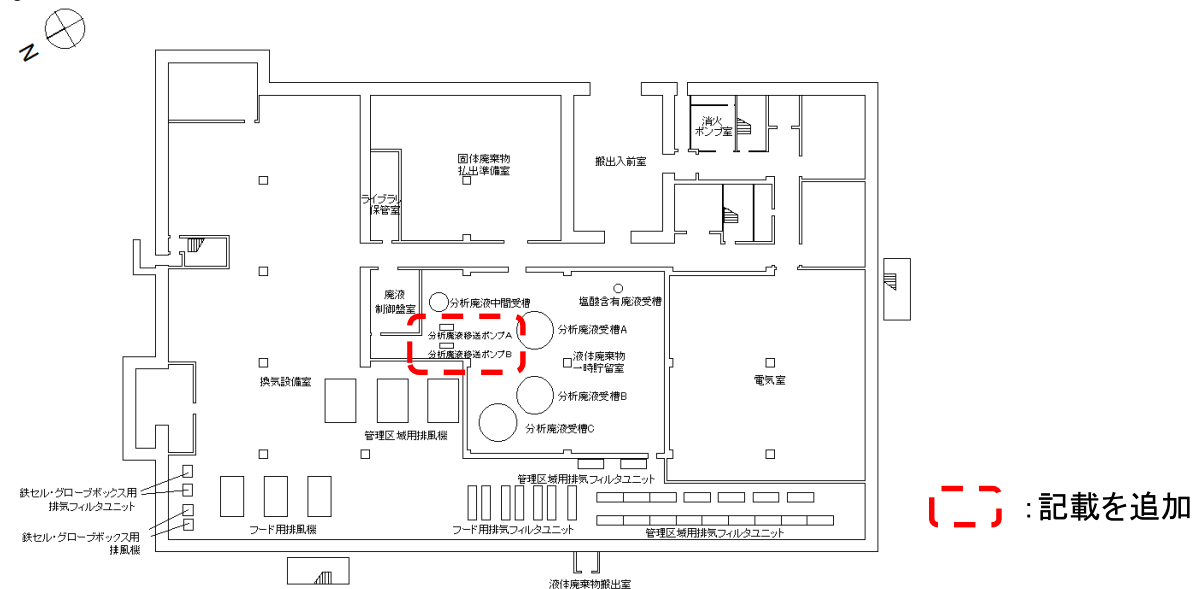 N
消火
ポンプ室
固体廃棄物
払出準備室
搬出入前室
ライブラリ
保管室
廃液
制御盤室
分析廃液中間受槽
塩酸含有廃液受槽
分析廃液移送ポンプA
分析廃液受槽A
分析廃液移送ポンプB
液体廃棄物
一時貯留室
換気設備室
電気室
分析廃液受槽B
分析廃液受槽C
管理区域用排風機
管理区域用排気フィルタユニット
鉄セル・グローブボックス用
排気フィルタユニット
フード用排風機
フード用排気フィルタユニット
管理区域用排気フィルタユニット
鉄セル・グローブボックス用
排風機
液体廃棄物搬出室
:記載を追加